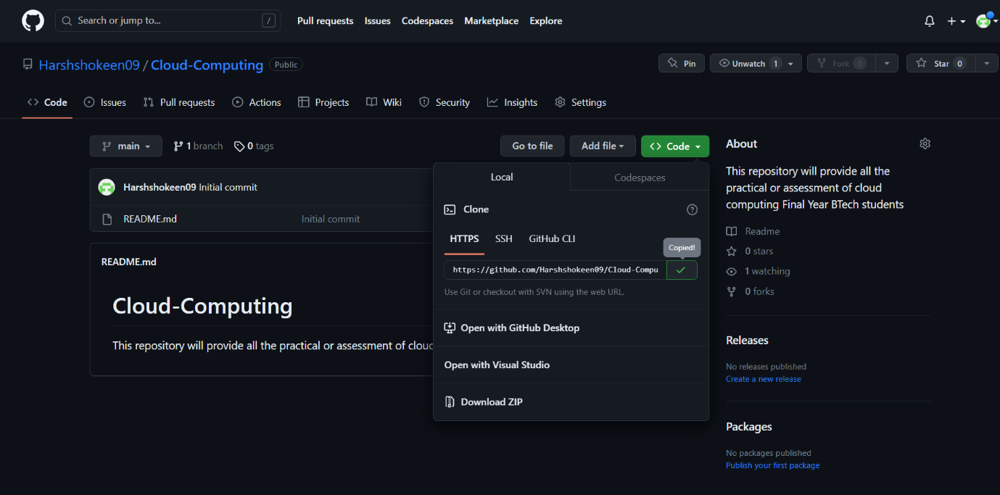 Search or jump to... /
Pull requests Issues Codespaces Marketplace Explore
Harshshokeen09 / Cloud-Computing Public
Pin Unwatch 1 Fork 0 Star 0
Code Issues Pull requests Actions Projects Wiki Security Insights Settings
main 1 branch 0 tags
Go to file Add file Code
Harshshokeen09 Initial commit
README.md Initial commit
README.md
Cloud-Computing
This repository will provide all the practical or assessment of clou
Local Codespaces
Clone
HTTPS SSH GitHub CLI
Copied!
https://github.com/Harshshokeen09/Cloud-Compu
Use Git or checkout with SVN using the web URL.
Open with GitHub Desktop
Open with Visual Studio
Download ZIP
About
This repository will provide all the
practical or assessment of cloud
computing Final Year BTech students
Readme
0 stars
1 watching
0 forks
Releases
No releases published
Create a new release
Packages
No packages published
Publish your first package